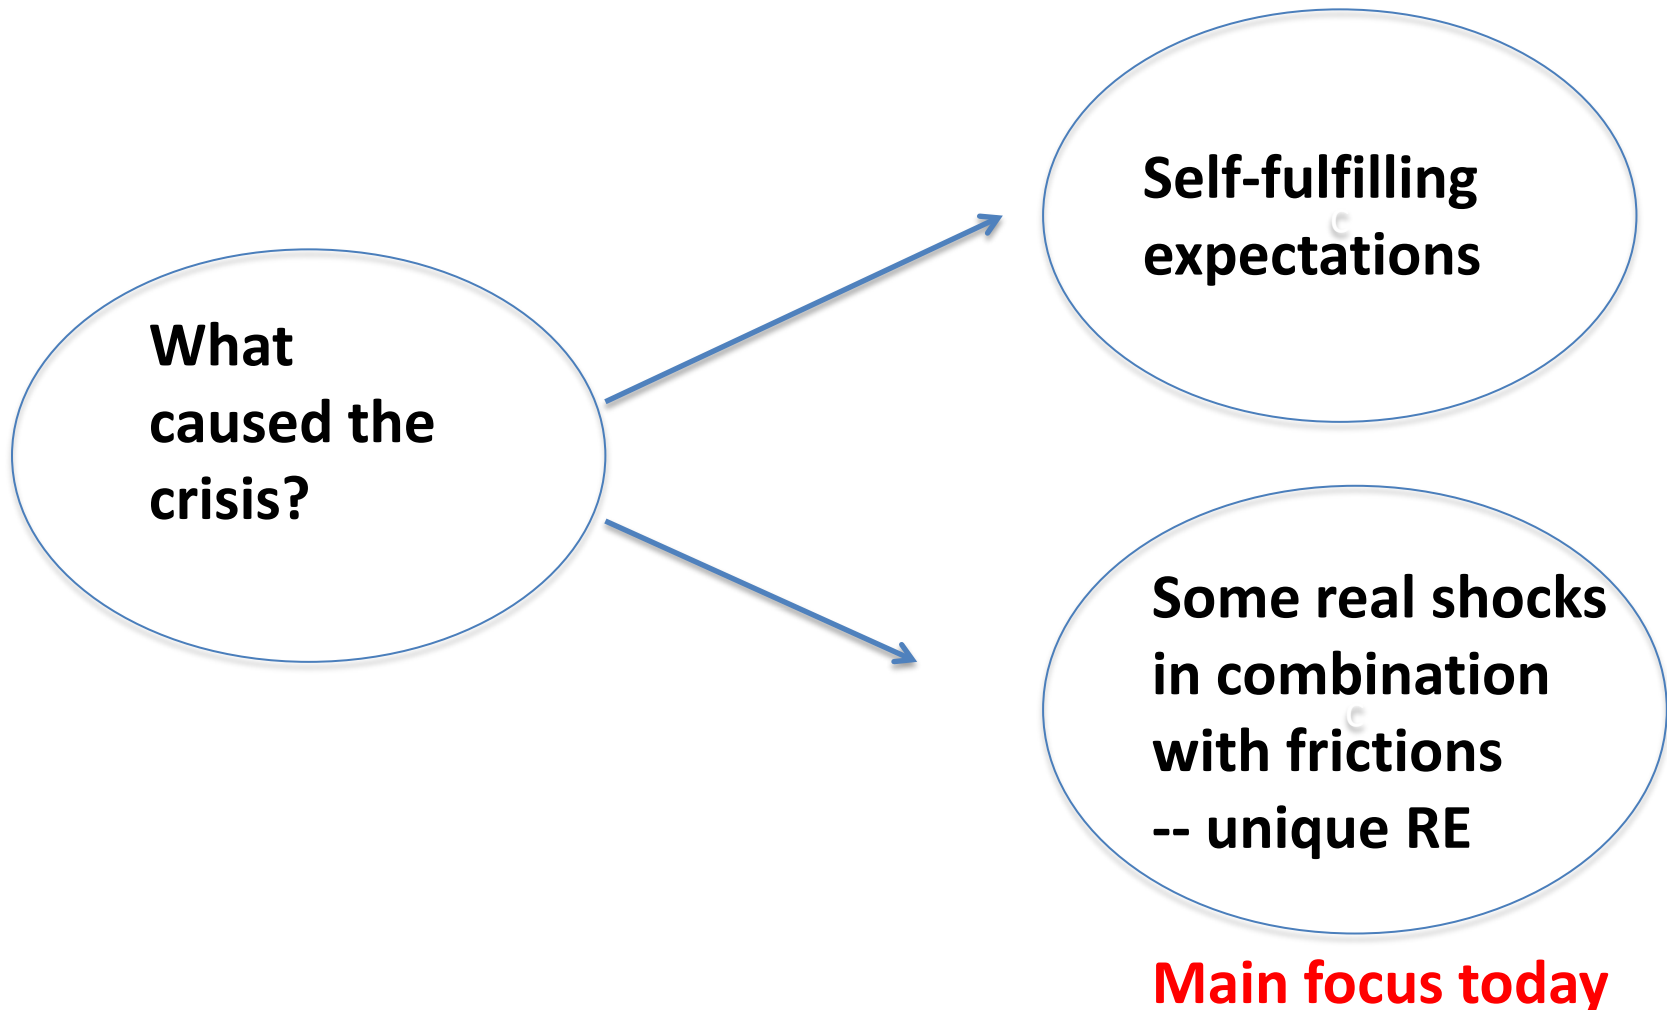 What
caused the
crisis?
Self-fulfilling
c
expectations
Some real shocks
in combination
c
with frictions
-- unique RE
Main focus today